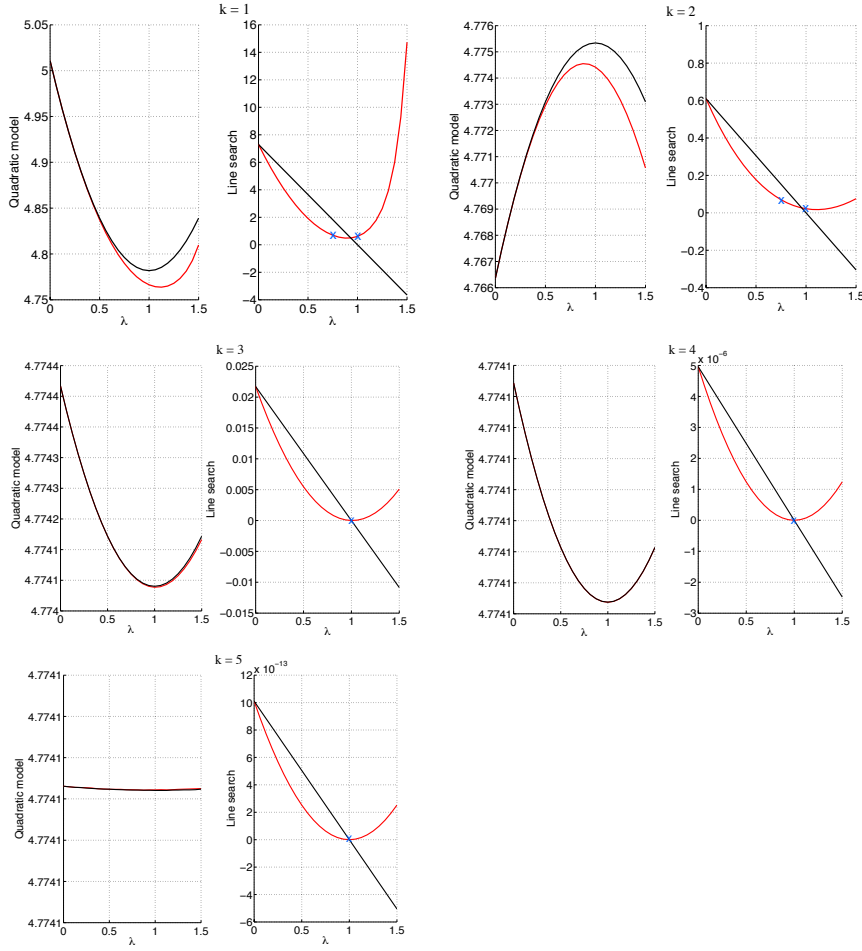 k = 1
Quadratic model
5.05
5
4.95
4.9
4.85
4.8
4.75
0 0.5 1 1.5
λ
Line search
16
14
12
10
8
6
4
2
0
−2
−4
0 0.5 1 1.5
λ
k = 2
Quadratic model
4.776
4.775
4.774
4.773
4.772
4.771
4.77
4.769
4.768
4.767
4.766
0 0.5 1 1.5
λ
Line search
1
0.8
0.6
0.4
0.2
0
0.2
0.4
0 0.5 1 1.5
λ
k = 3
Quadratic model
4.7744
4.7744
4.7744
4.7743
4.7743
4.7742
4.7741
4.7741
4.774
0 0.5 1 1.5
λ
Line search
0.025
0.02
0.015
0.01
0.005
0
−0.005
−0.01
−0.015
0 0.5 1 1.5
λ
k = 4
Quadratic model
4.7741
4.7741
4.7741
4.7741
4.7741
4.7741
4.7741
4.7741
0 0.5 1 1.5
λ
x 10−6
Line search
5
4
3
2
1
0
−1
−2
−3
0 0.5 1 1.5
λ
k = 5
Quadratic model
4.7741
4.7741
4.7741
4.7741
4.7741
4.7741
4.7741
0 0.5 1 1.5
λ
x 10−13
Line search
10
8
6
4
2
0
−2
−4
−6
0 0.5 1 1.5
λ